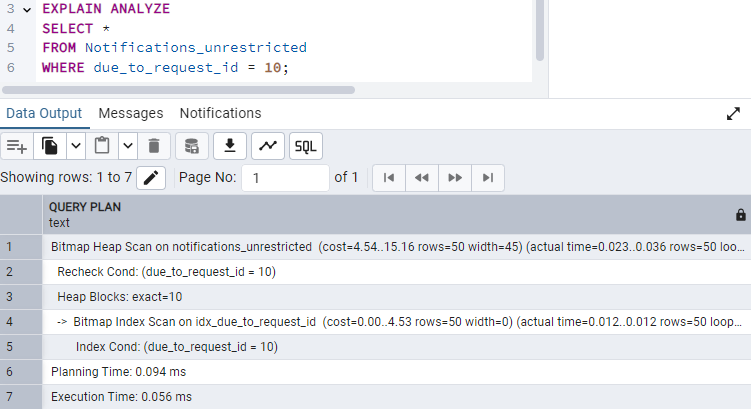 3 EXPLAIN ANALYZE
4 SELECT *
5 FROM Notifications_unrestricted
6 WHERE due_to_request_id = 10;
Data Output Messages Notifications
SQL
Showing rows: 1 to 7 Page No: 1 of 1
QUERY PLAN
text
1 Bitmap Heap Scan on notifications_unrestricted (cost=4.54..15.16 rows=50 width=45) (actual time=0.023..0.036 rows=50 loo...
2 Recheck Cond: (due_to_request_id = 10)
3 Heap Blocks: exact=10
4 -> Bitmap Index Scan on idx_due_to_request_id (cost=0.00..4.53 rows=50 width=0) (actual time=0.012..0.012 rows=50 loop...
5 Index Cond: (due_to_request_id = 10)
6 Planning Time: 0.094 ms
7 Execution Time: 0.056 ms